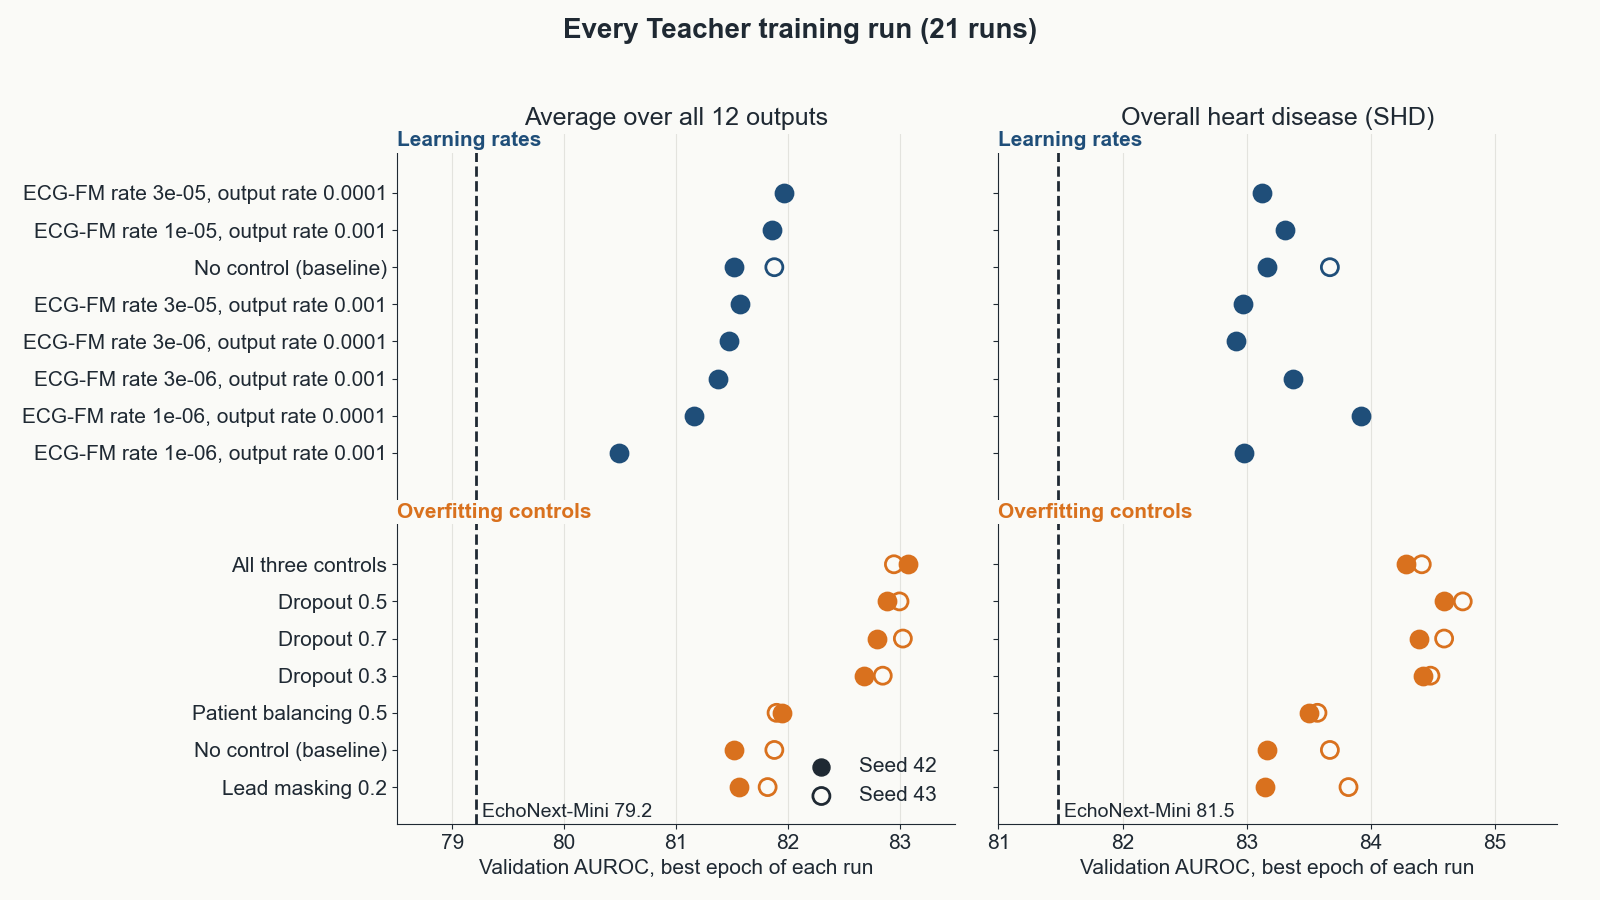 Every Teacher training run (21 runs)
Average over all 12 outputs
Learning rates
ECG-FM rate 3e-05, output rate 0.0001
ECG-FM rate 1e-05, output rate 0.001
No control (baseline)
ECG-FM rate 3e-05, output rate 0.001
ECG-FM rate 3e-06, output rate 0.0001
ECG-FM rate 3e-06, output rate 0.001
ECG-FM rate 1e-06, output rate 0.0001
ECG-FM rate 1e-06, output rate 0.001
Overfitting controls
All three controls
Dropout 0.5
Dropout 0.7
Dropout 0.3
Patient balancing 0.5
No control (baseline)
Lead masking 0.2
Seed 42
Seed 43
EchoNext-Mini 79.2
79 80 81 82 83
Validation AUROC, best epoch of each run
Overall heart disease (SHD)
Learning rates
Overfitting controls
EchoNext-Mini 81.5
81 82 83 84 85
Validation AUROC, best epoch of each run